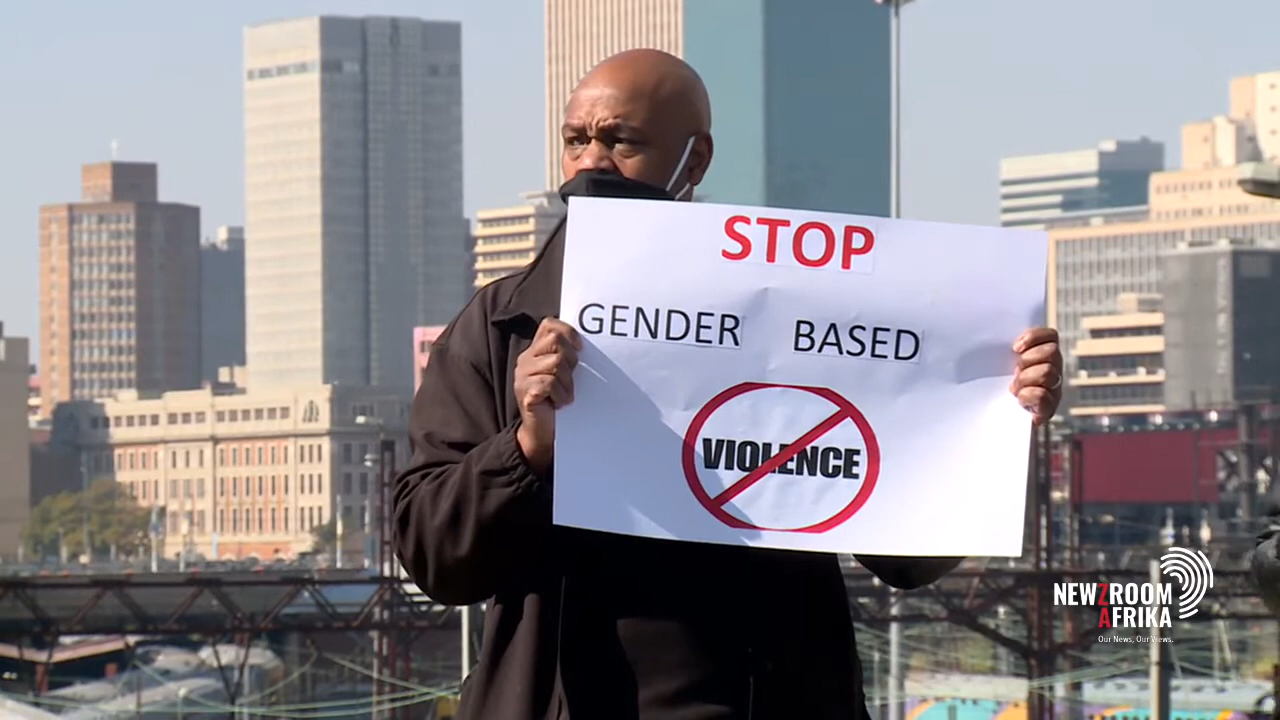 STOP
GENDER BASED
VIOLENCE
NEWZROOM
AFRIKA
Our News, Our Views.